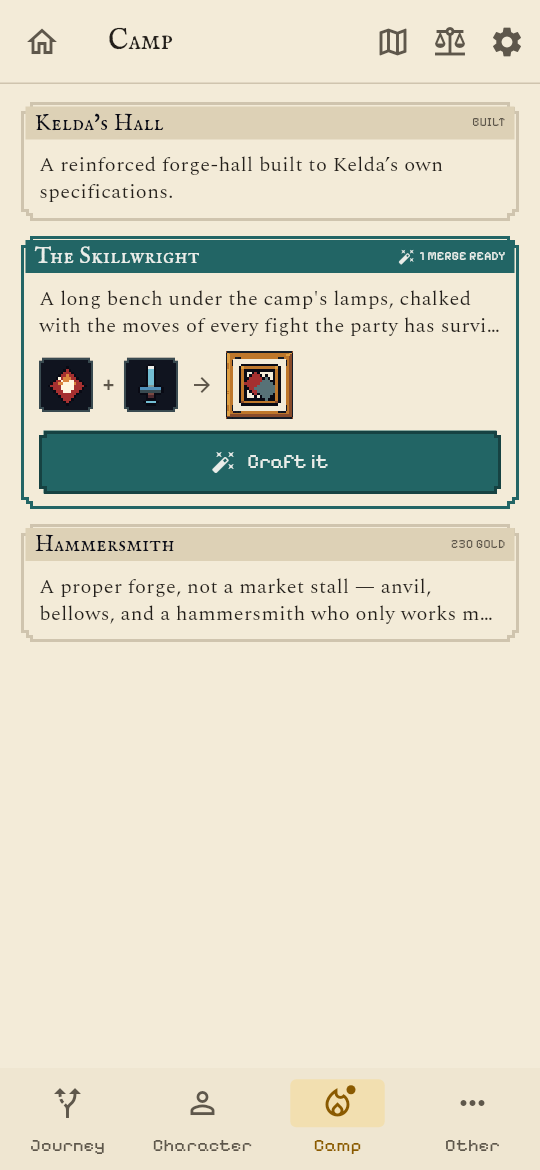 Camp
Kelda’s Hall
BUILT
A reinforced forge-hall built to Kelda’s own
specifications.
The Skillwright
1 MERGE READY
A long bench under the camp's lamps, chalked
with the moves of every fight the party has survi…
+
Craft it
Hammersmith
230 GOLD
A proper forge, not a market stall — anvil,
bellows, and a hammersmith who only works m…
Journey
Character
Camp
Other